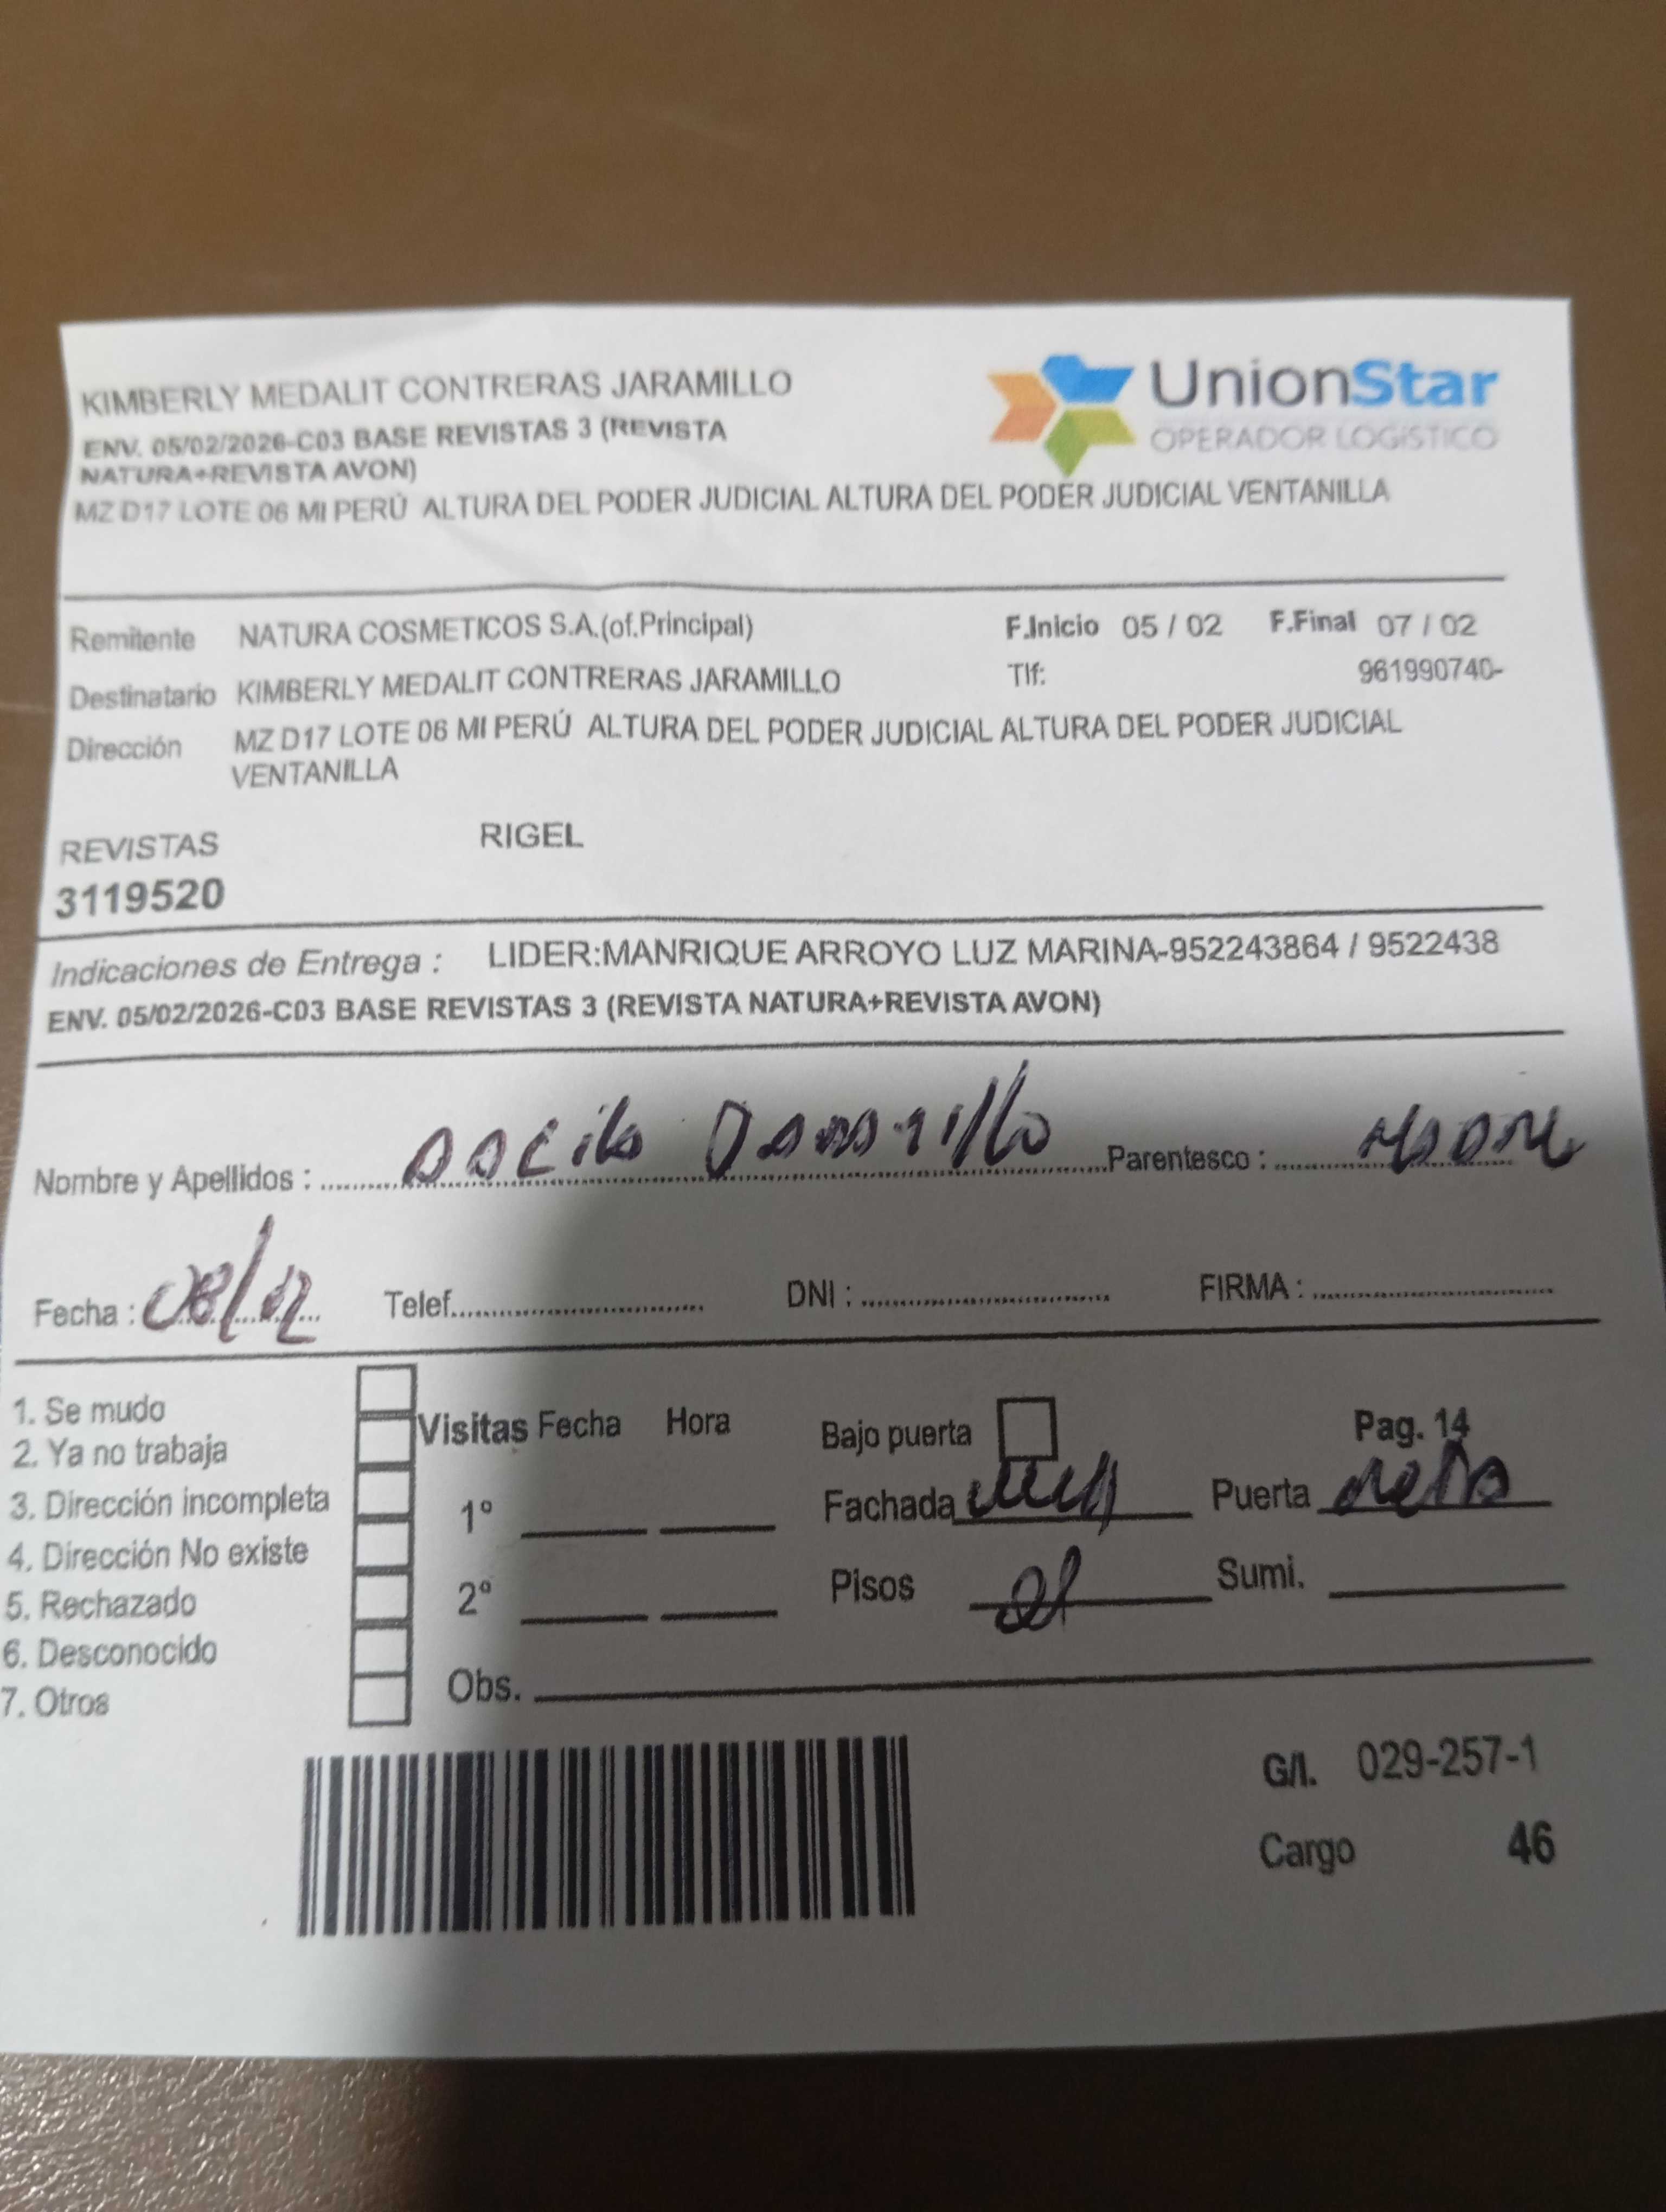 KIMBERLY MEDALIT CONTRERAS JARAMILLO
ENV. 05/02/2026-C03 BASE REVISTAS 3 (REVISTA
NATURA+REVISTA AVON)
MZ D17 LOTE 06 MI PERÚ ALTURA DEL PODER JUDICIAL ALTURA DEL PODER JUDICIAL VENTANILLA
UnionStar
OPERADOR LOGÍSTICO
Remitente NATURA COSMETICOS S.A.(of.Principal) F.Inicio 05 / 02 F.Final 07 / 02
Destinatario KIMBERLY MEDALIT CONTRERAS JARAMILLO Tlf: 961990740-
Dirección MZ D17 LOTE 06 MI PERÚ ALTURA DEL PODER JUDICIAL ALTURA DEL PODER JUDICIAL
VENTANILLA
REVISTAS RIGEL
3119520
Indicaciones de Entrega : LIDER:MANRIQUE ARROYO LUZ MARINA-952243864 / 9522438
ENV. 05/02/2026-C03 BASE REVISTAS 3 (REVISTA NATURA+REVISTA AVON)
Nombre y Apellidos : Jaramillo Parentesco :
Fecha : 08/02 Telef. DNI : FIRMA :
1. Se mudo
2. Ya no trabaja
3. Dirección incompleta
4. Dirección No existe
5. Rechazado
6. Desconocido
7. Otros
Visitas Fecha Hora
1º
2º
Obs.
Bajo puerta Pag. 14
Fachada Puerta
Pisos Sumi.
G/I. 029-257-1
Cargo 46